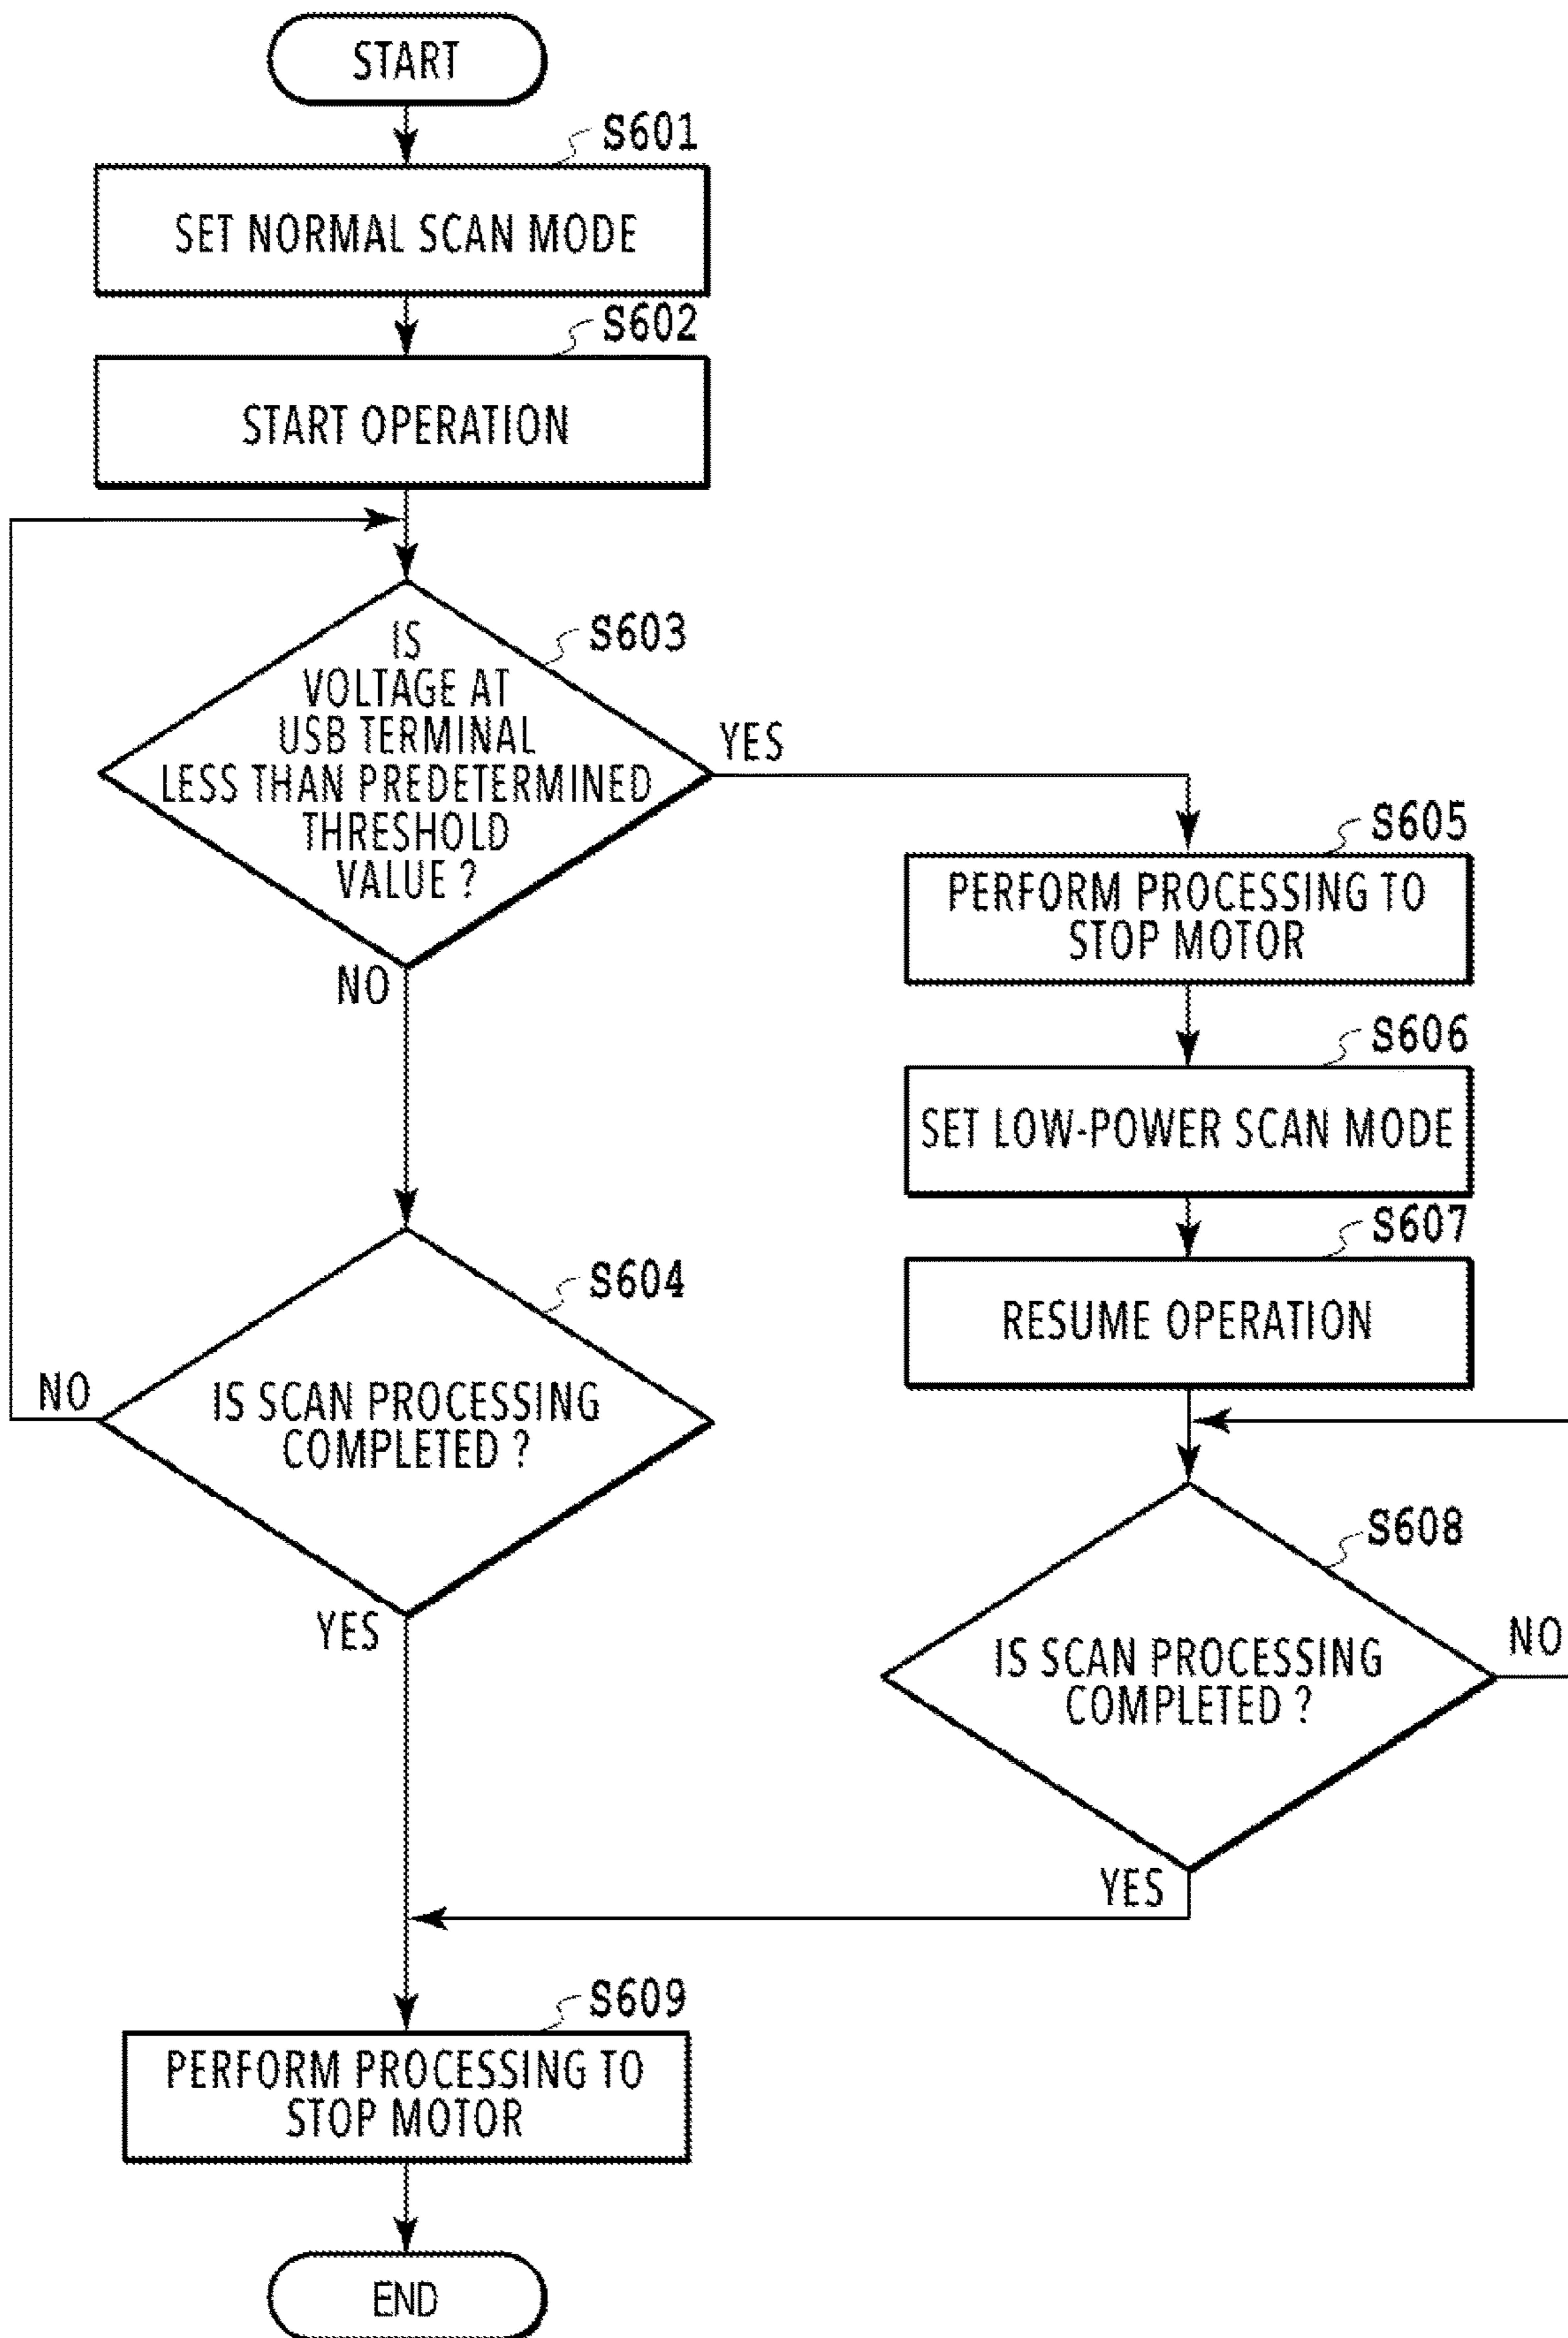 START
S601
SET NORMAL SCAN MODE
S602
START OPERATION
S603
IS
VOLTAGE AT
USB TERMINAL
LESS THAN PREDETERMINED
THRESHOLD
VALUE ?
YES
NO
S605
PERFORM PROCESSING TO
STOP MOTOR
S606
SET LOW-POWER SCAN MODE
S607
RESUME OPERATION
S604
IS SCAN PROCESSING
COMPLETED ?
NO
YES
S608
IS SCAN PROCESSING
COMPLETED ?
NO
YES
S609
PERFORM PROCESSING TO
STOP MOTOR
END